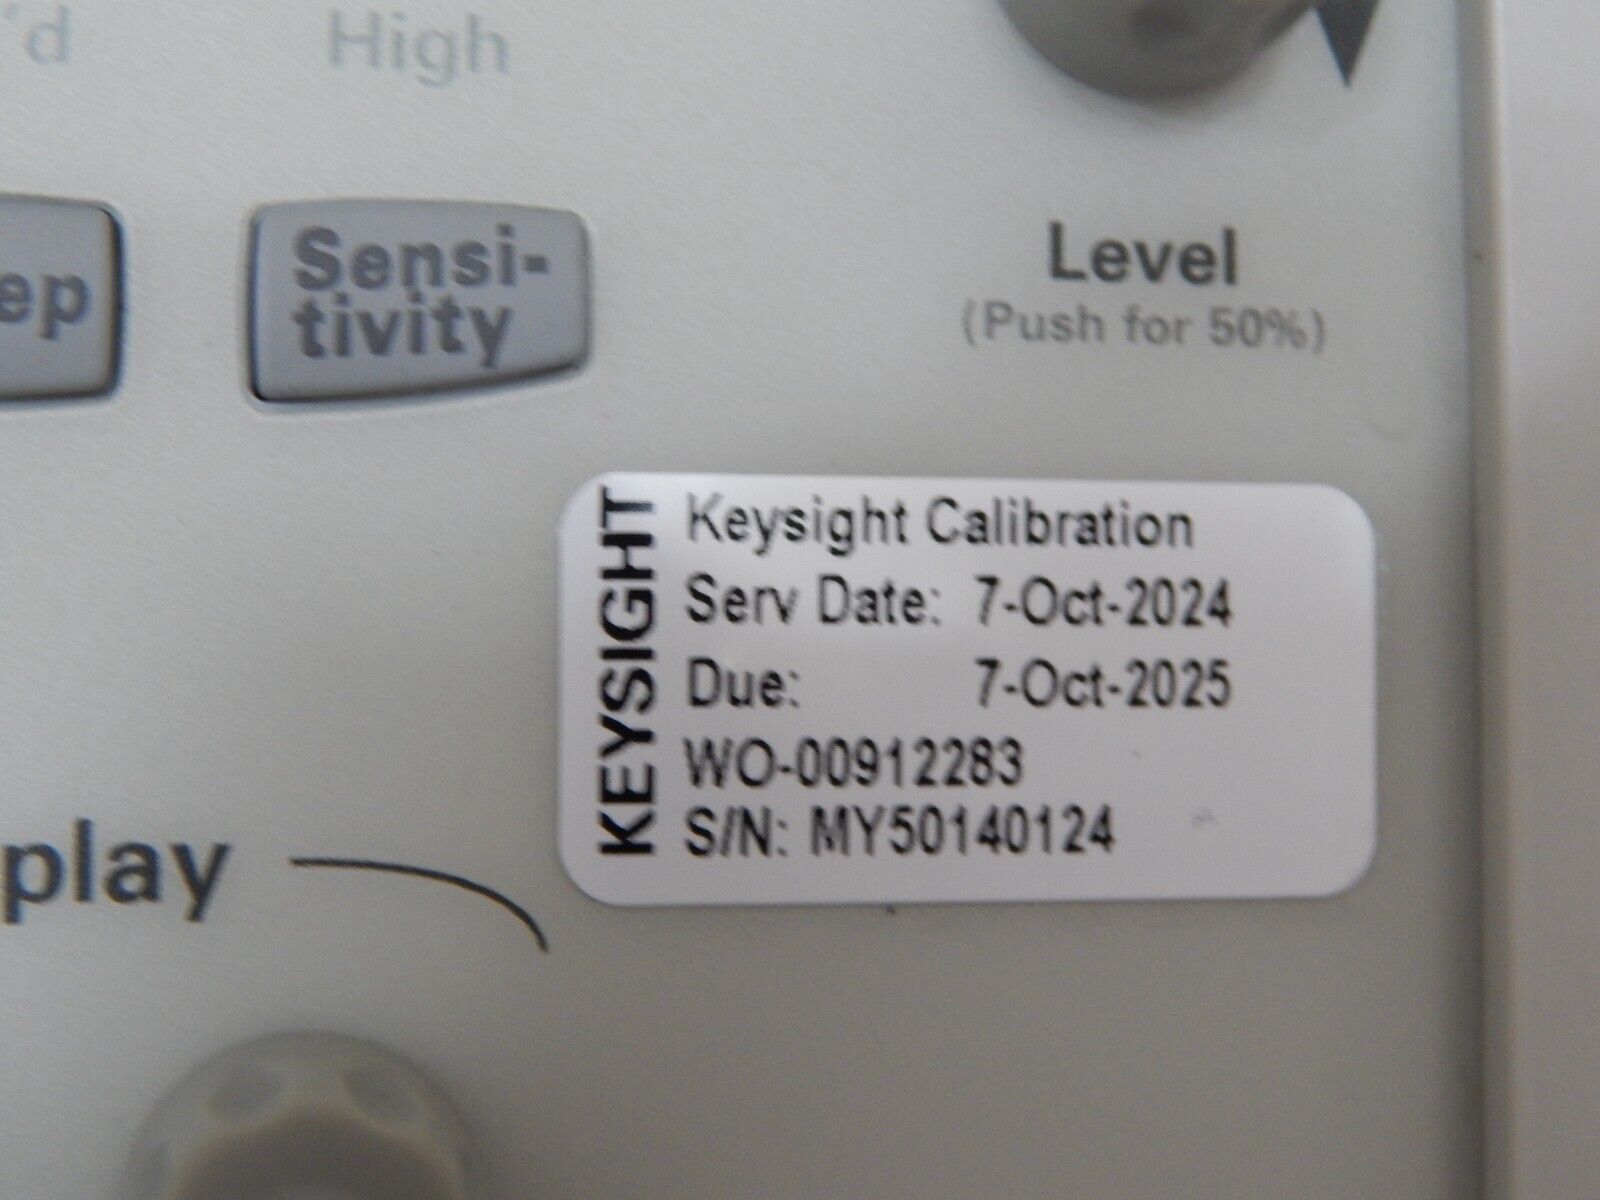 'd
High
Sensi-
tivity
ep
Level
(Push for 50%)
KEYSIGHT
Keysight Calibration
Serv Date: 7-Oct-2024
Due: 7-Oct-2025
WO-00912283
S/N: MY50140124
play